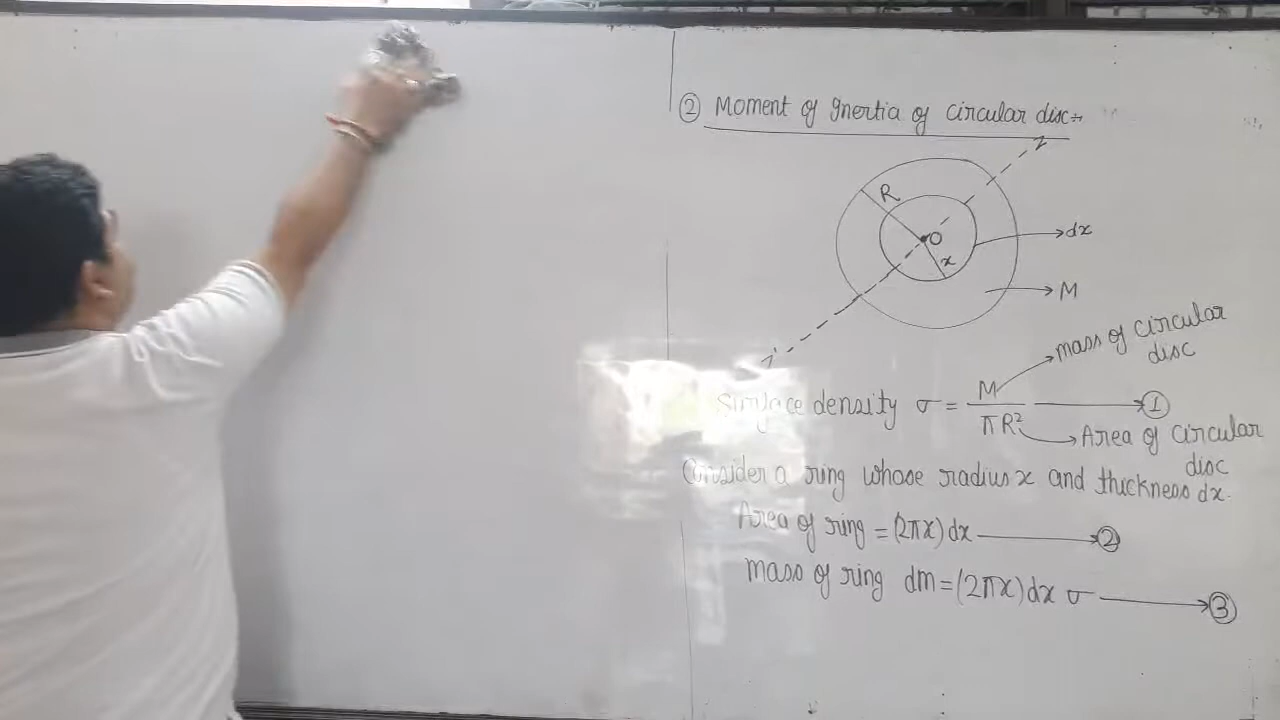 ② Moment of Inertia of Circular disc:-
Z
R
O
x
dx
M
Z'
mass of circular
disc
Surface density σ = M / πR² ①
Area of circular
disc
Consider a ring whose radius x and thickness dx.
Area of ring = (2πx) dx ②
Mass of ring dm = (2πx) dx σ ③